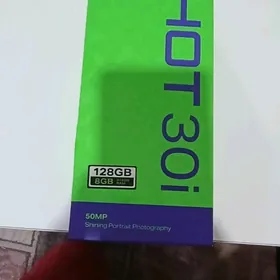 HOT 30i
128GB
8GB
50MP
Shining Portrait Photography